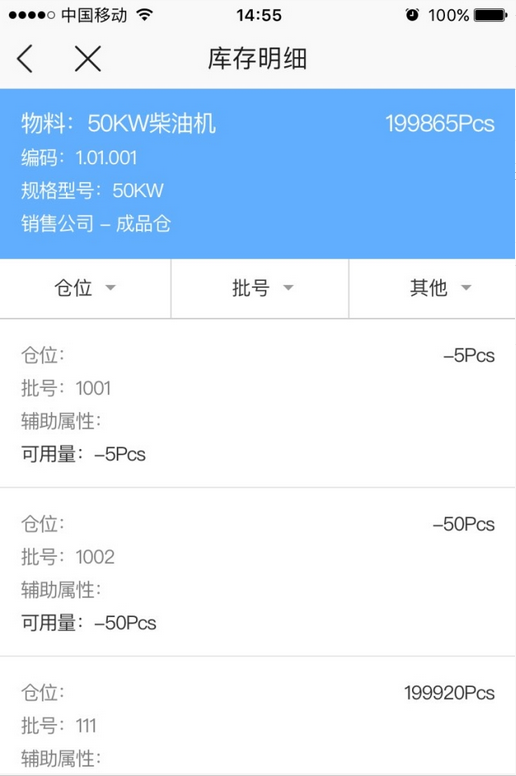 中国移动 14:55 100%
库存明细
物料：50KW柴油机 199865Pcs
编码：1.01.001
规格型号：50KW
销售公司 – 成品仓
仓位 批号 其他
仓位： –5Pcs
批号：1001
辅助属性：
可用量：–5Pcs
仓位： –50Pcs
批号：1002
辅助属性：
可用量：–50Pcs
仓位： 199920Pcs
批号：111
辅助属性：